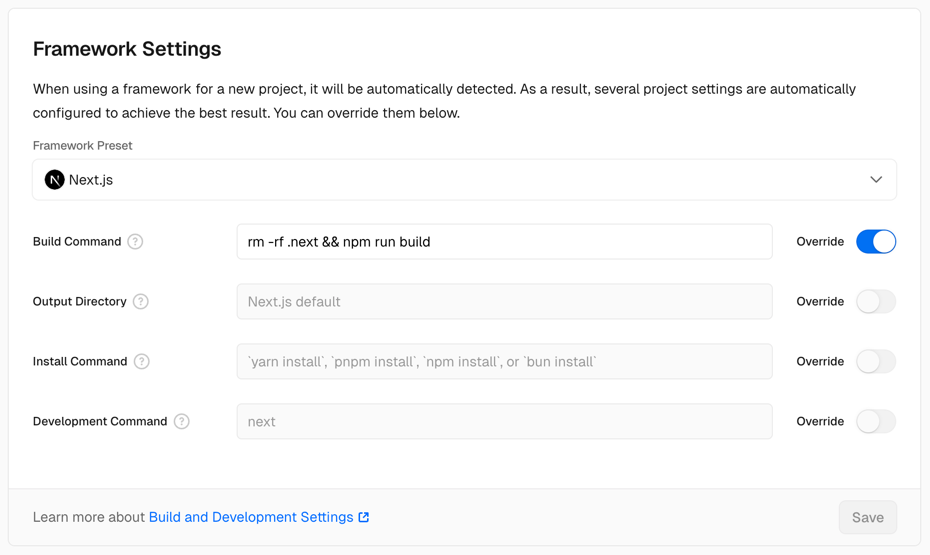 Framework Settings
When using a framework for a new project, it will be automatically detected. As a result, several project settings are automatically
configured to achieve the best result. You can override them below.
Framework Preset
N Next.js
Build Command ? rm -rf .next && npm run build Override
Output Directory ? Next.js default Override
Install Command ? `yarn install`, `pnpm install`, `npm install`, or `bun install` Override
Development Command ? next Override
Learn more about Build and Development Settings Save